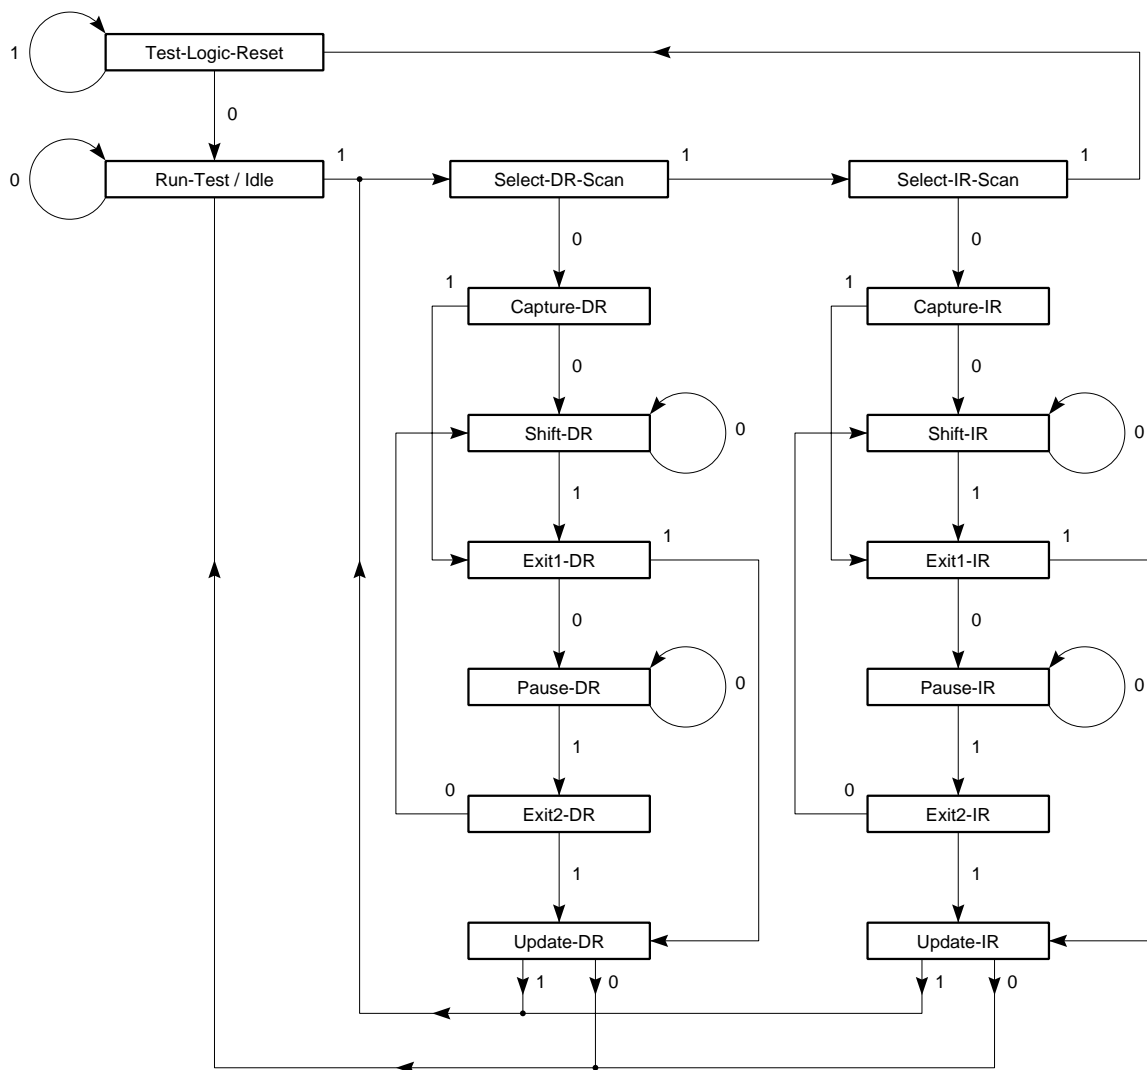 Test-Logic-Reset
1
0
Run-Test / Idle
0
1
Select-DR-Scan
1
Select-IR-Scan
1
0
0
1
Capture-DR
1
Capture-IR
0
0
Shift-DR
0
Shift-IR
0
1
1
Exit1-DR
1
Exit1-IR
1
0
0
Pause-DR
0
Pause-IR
0
1
1
0
Exit2-DR
0
Exit2-IR
1
1
Update-DR
Update-IR
1
0
1
0